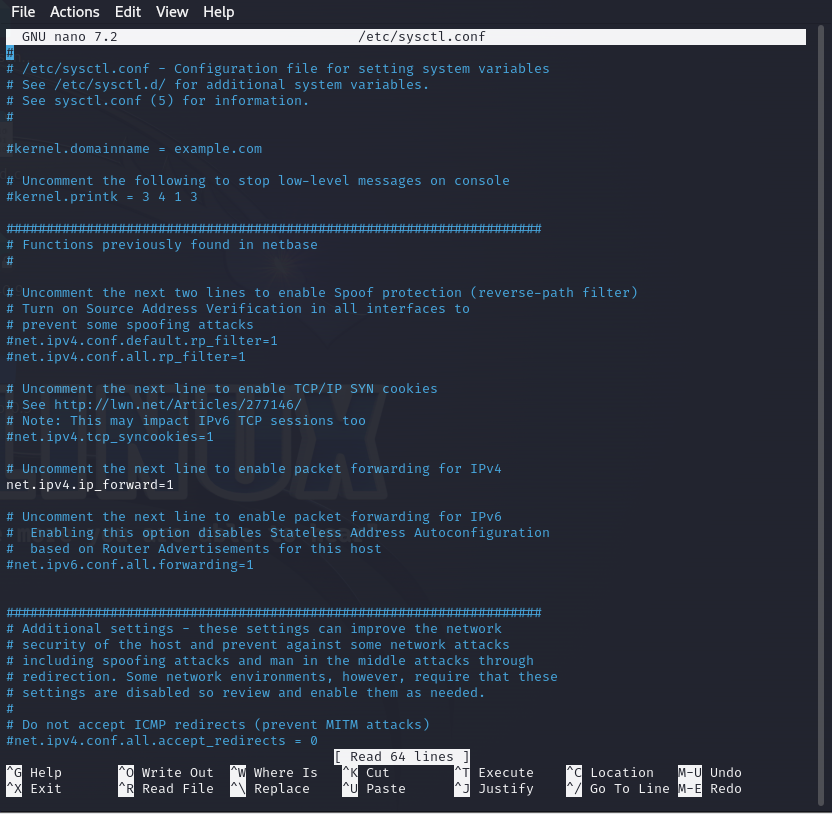 File Actions Edit View Help
GNU nano 7.2 /etc/sysctl.conf
#
# /etc/sysctl.conf - Configuration file for setting system variables
# See /etc/sysctl.d/ for additional system variables.
# See sysctl.conf (5) for information.
#
#kernel.domainname = example.com
# Uncomment the following to stop low-level messages on console
#kernel.printk = 3 4 1 3
###################################################################
# Functions previously found in netbase
#
# Uncomment the next two lines to enable Spoof protection (reverse-path filter)
# Turn on Source Address Verification in all interfaces to
# prevent some spoofing attacks
#net.ipv4.conf.default.rp_filter=1
#net.ipv4.conf.all.rp_filter=1
# Uncomment the next line to enable TCP/IP SYN cookies
# See http://lwn.net/Articles/277146/
# Note: This may impact IPv6 TCP sessions too
#net.ipv4.tcp_syncookies=1
# Uncomment the next line to enable packet forwarding for IPv4
net.ipv4.ip_forward=1
# Uncomment the next line to enable packet forwarding for IPv6
#  Enabling this option disables Stateless Address Autoconfiguration
#  based on Router Advertisements for this host
#net.ipv6.conf.all.forwarding=1
###################################################################
# Additional settings - these settings can improve the network
# security of the host and prevent against some network attacks
# including spoofing attacks and man in the middle attacks through
# redirection. Some network environments, however, require that these
# settings are disabled so review and enable them as needed.
#
# Do not accept ICMP redirects (prevent MITM attacks)
#net.ipv4.conf.all.accept_redirects = 0
[ Read 64 lines ]
^G Help ^O Write Out ^W Where Is ^K Cut ^T Execute ^C Location M-U Undo
^X Exit ^R Read File ^\ Replace ^U Paste ^J Justify ^/ Go To Line M-E Redo